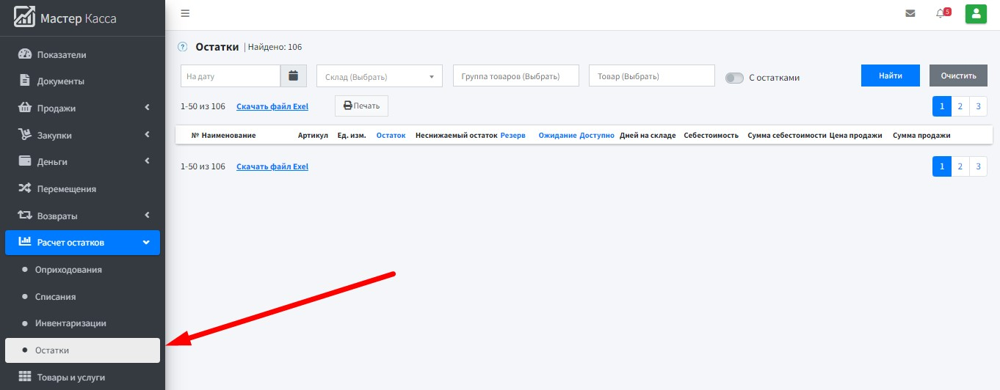 Мастер Касса
5
Показатели
Документы
Продажи
Закупки
Деньги
Перемещения
Возвраты
Расчет остатков
Оприходования
Списания
Инвентаризации
Остатки
Товары и услуги
? Остатки | Найдено: 106
На дату Склад (Выбрать) Группа товаров (Выбрать) Товар (Выбрать) С остатками Найти Очистить
1-50 из 106 Скачать файл Exel Печать 1 2 3
№ Наименование Артикул Ед. изм. Остаток Неснижаемый остаток Резерв Ожидание Доступно Дней на складе Себестоимость Сумма себестоимости Цена продажи Сумма продажи
1-50 из 106 Скачать файл Exel 1 2 3